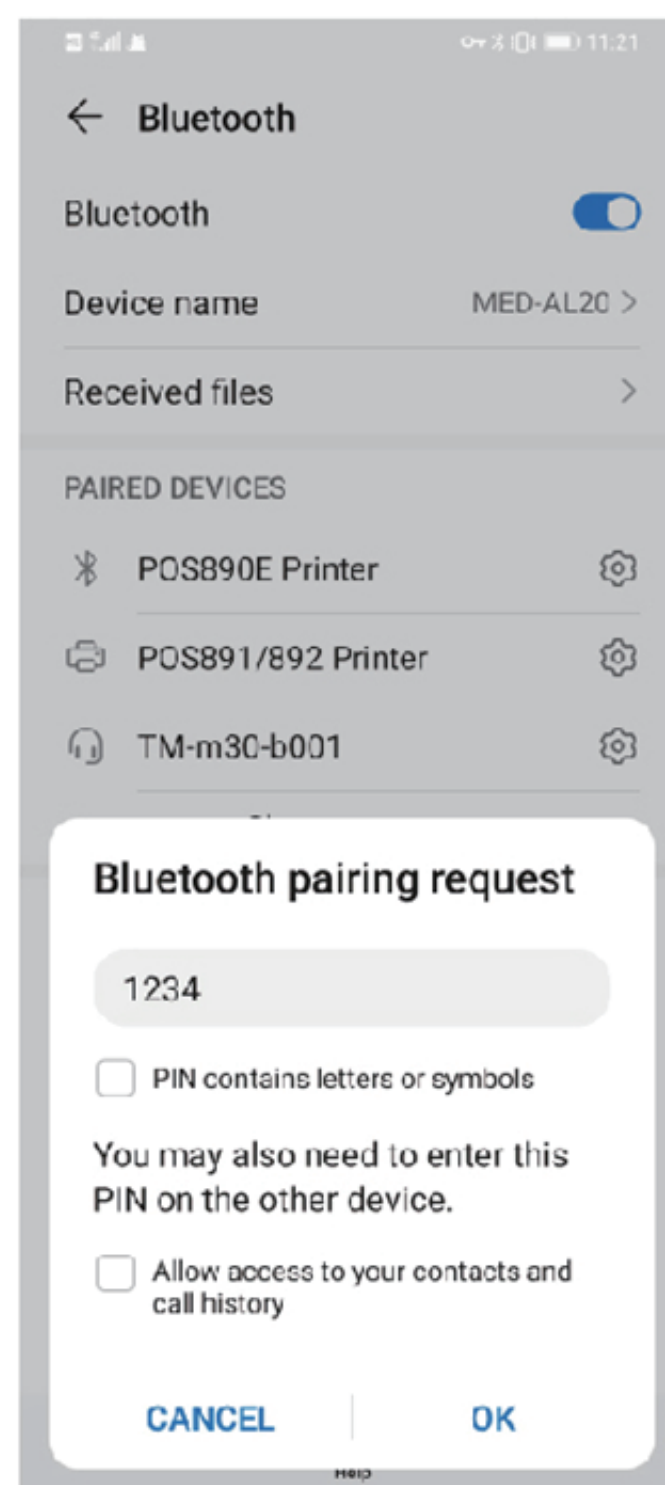 11:21
Bluetooth
Bluetooth
Device name MED-AL20 >
Received files >
PAIRED DEVICES
POS890E Printer
POS891/892 Printer
TM-m30-b001
Bluetooth pairing request
1234
PIN contains letters or symbols
You may also need to enter this
PIN on the other device.
Allow access to your contacts and
call history
CANCEL OK
Help